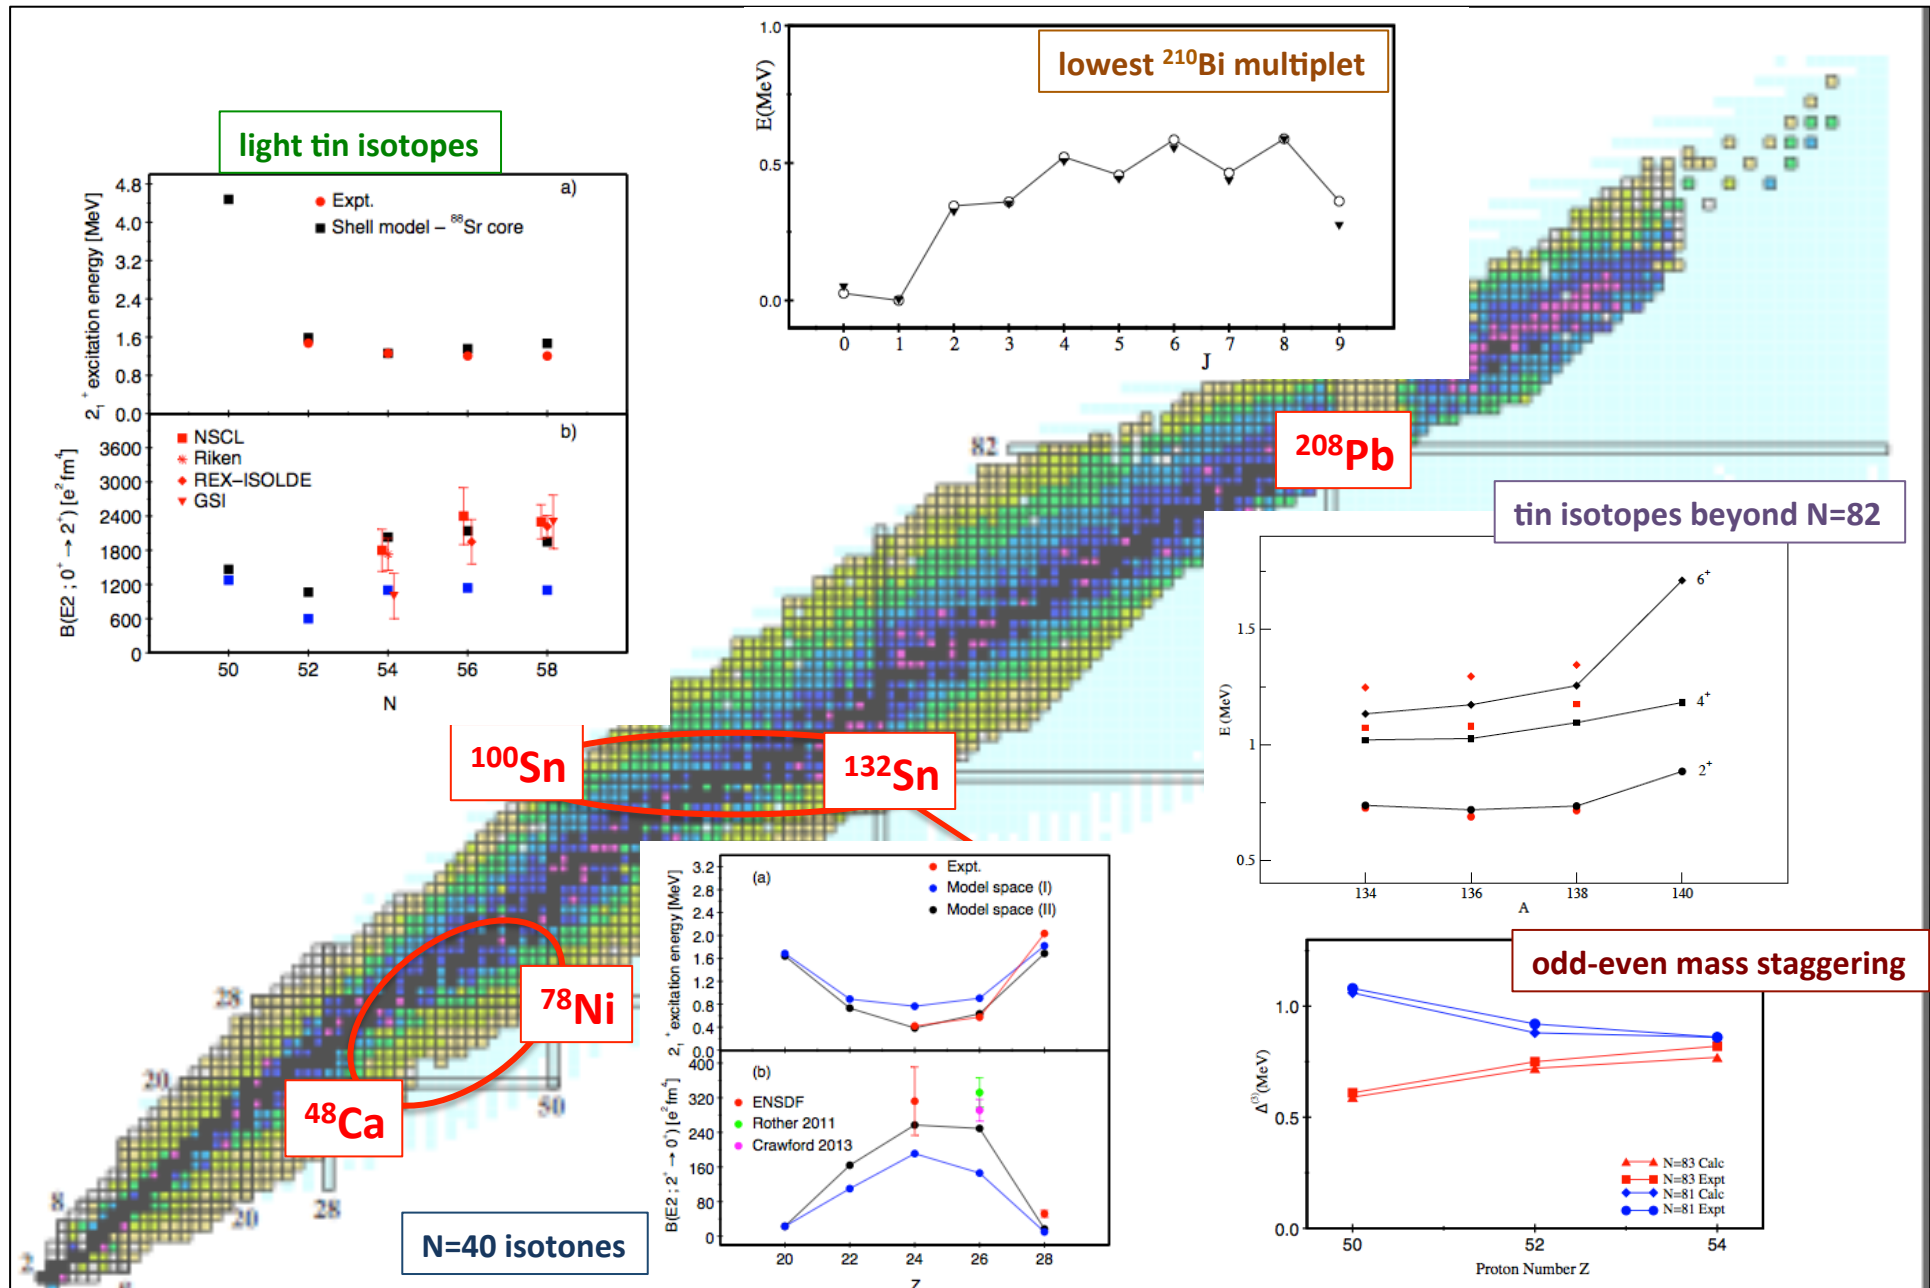 light tin isotopes
a)
4.8
4.0
3.2
2.4
1.6
0.8
0.0
2₁⁺ excitation energy [MeV]
Expt.
Shell model – ⁸⁸Sr core
b)
NSCL
Riken
REX–ISOLDE
GSI
3600
3000
2400
1800
1200
600
0
B(E2 ; 0⁺ → 2⁺) [e² fm⁴]
50 52 54 56 58
N
lowest ²¹⁰Bi multiplet
1.0
0.5
0.0
E(MeV)
0 1 2 3 4 5 6 7 8 9
J
82
²⁰⁸Pb
tin isotopes beyond N=82
6⁺
4⁺
2⁺
1.5
1
0.5
E (MeV)
134 136 138 140
A
¹⁰⁰Sn
¹³²Sn
28
⁷⁸Ni
20
50
⁴⁸Ca
8
20
28
2
N=40 isotones
(a)
Expt.
Model space (I)
Model space (II)
3.2
2.8
2.4
2.0
1.6
1.2
0.8
0.4
0.0
2₁⁺ excitation energy [MeV]
(b)
ENSDF
Rother 2011
Crawford 2013
400
320
240
160
80
0
B(E2 ; 2⁺ → 0⁺) [e² fm⁴]
20 22 24 26 28
Z
odd-even mass staggering
1.0
0.5
0.0
Δ⁽³⁾(MeV)
N=83 Calc
N=83 Expt
N=81 Calc
N=81 Expt
50 52 54
Proton Number Z